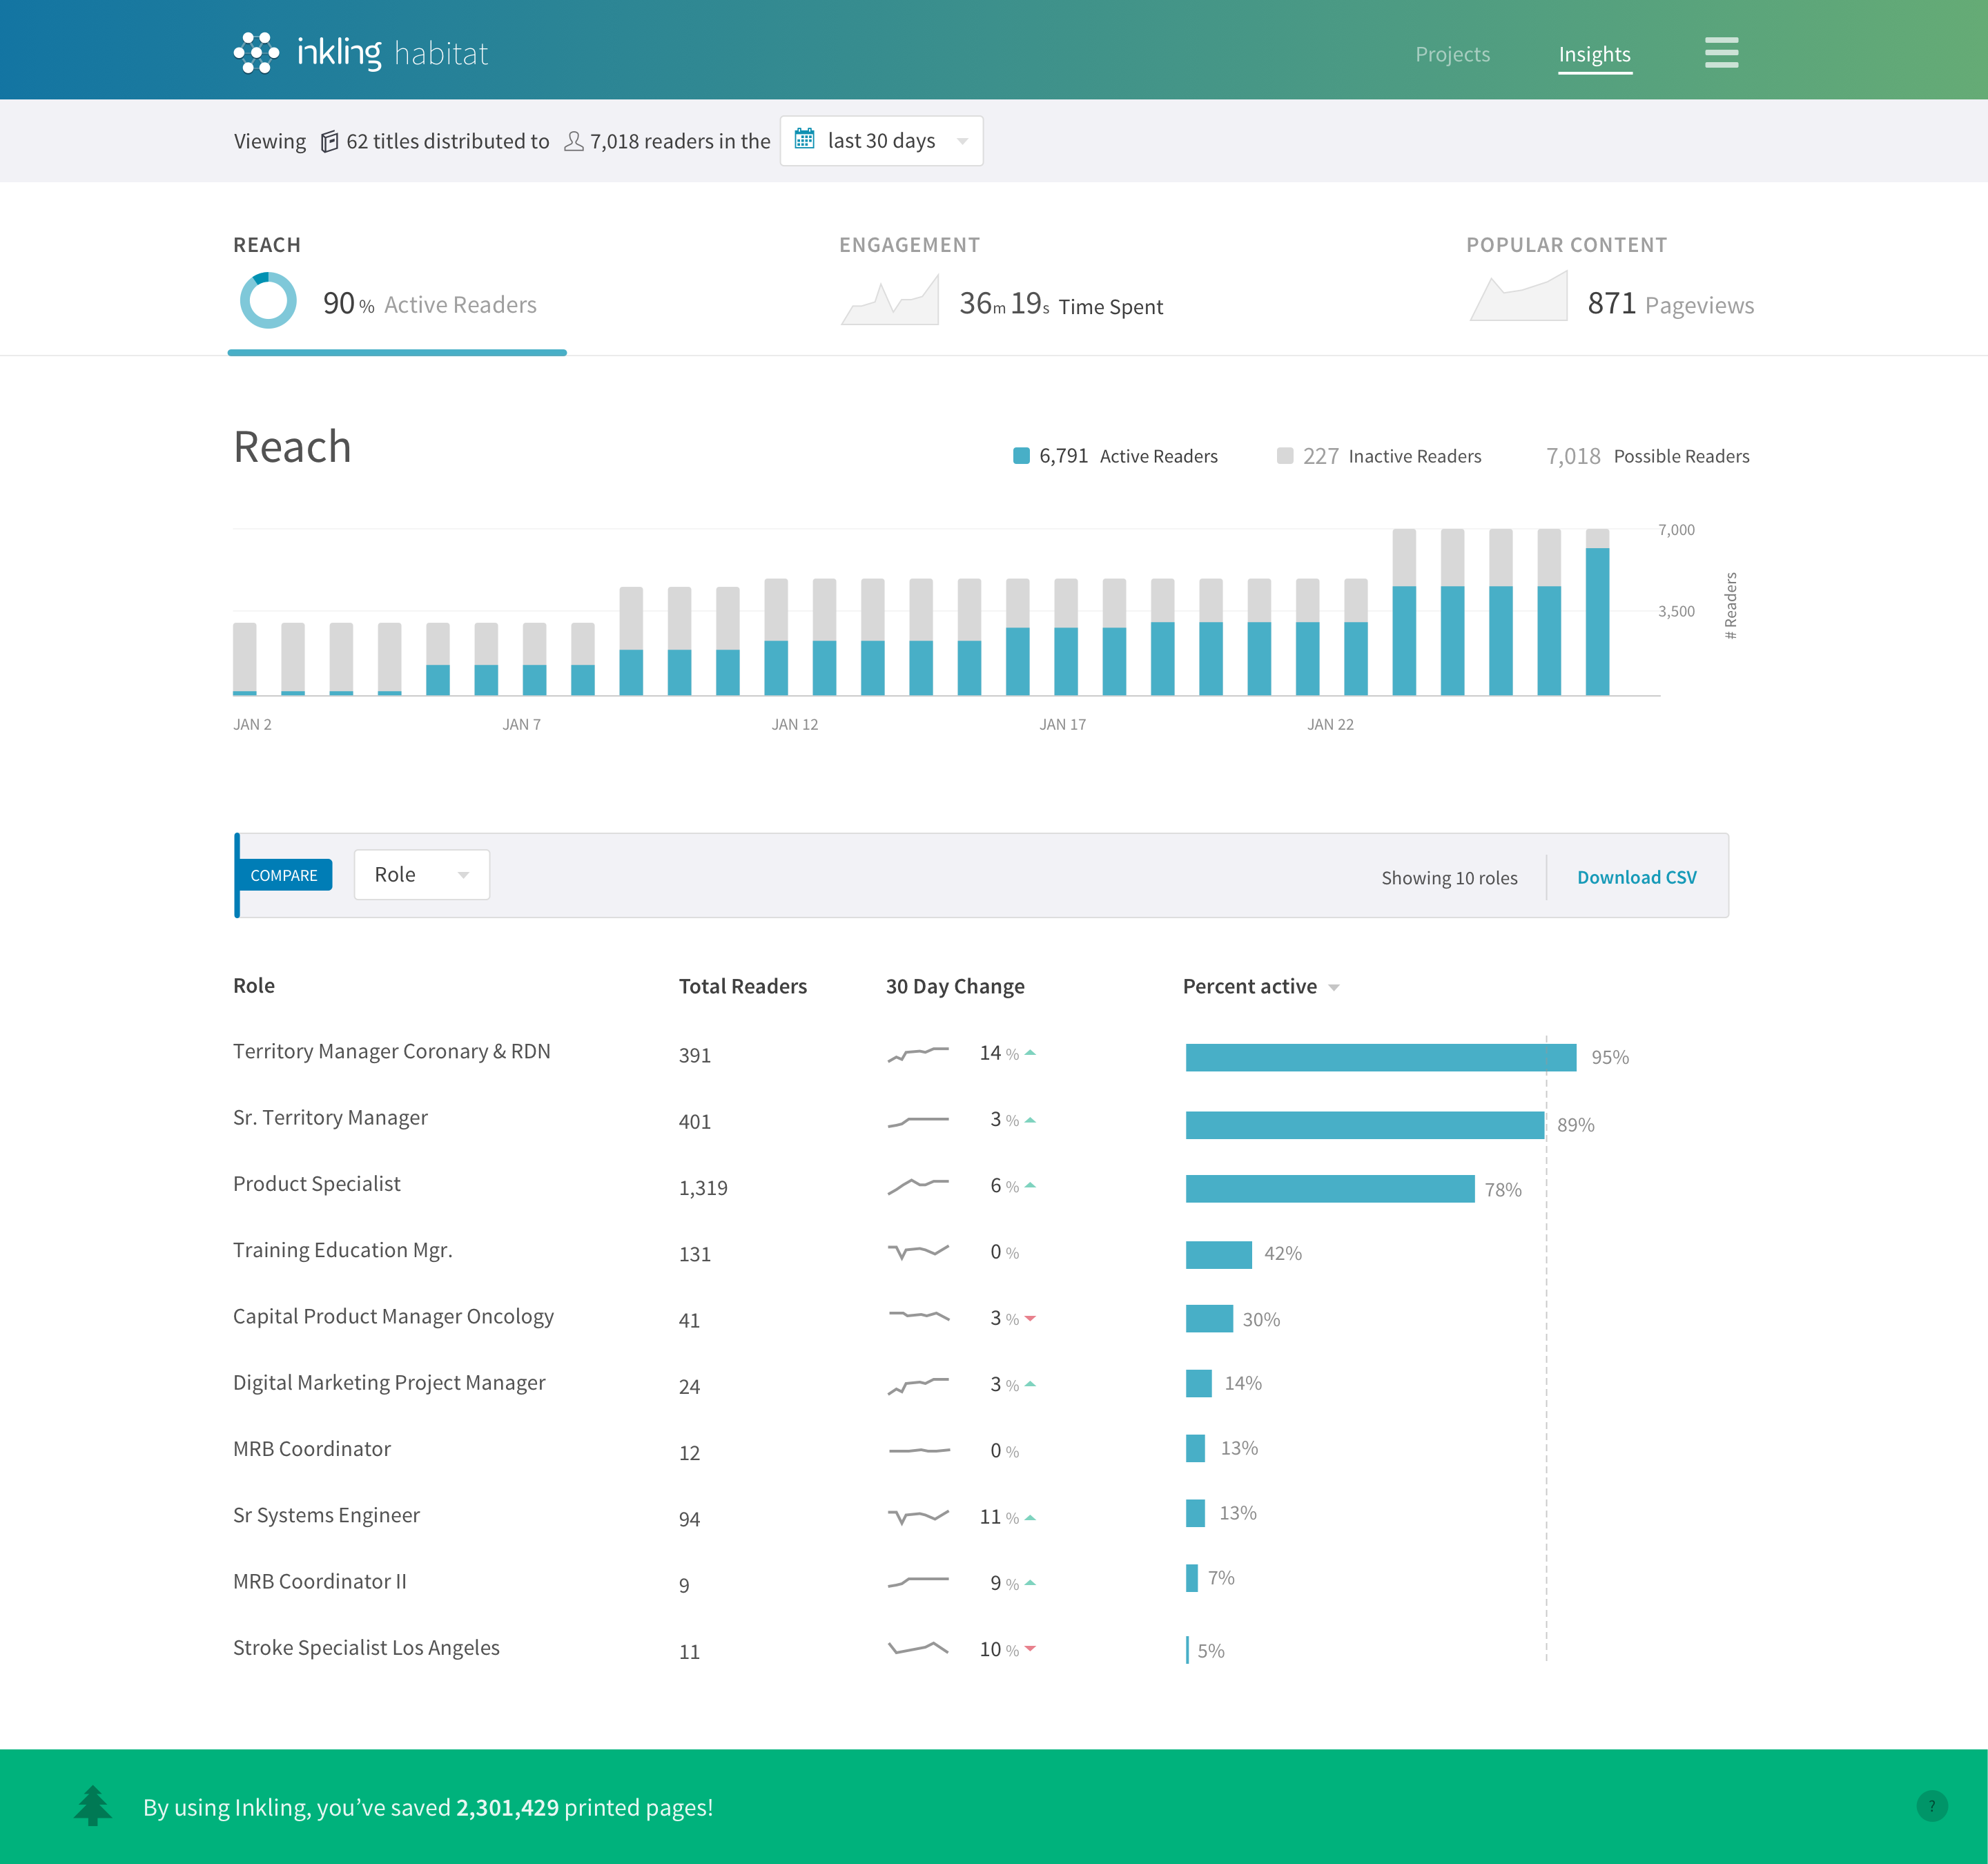 inkling habitat
Projects
Insights
Viewing 62 titles distributed to 7,018 readers in the last 30 days
REACH
90 % Active Readers
ENGAGEMENT
36m 19s Time Spent
POPULAR CONTENT
871 Pageviews
Reach
6,791 Active Readers
227 Inactive Readers
7,018 Possible Readers
7,000
3,500
# Readers
JAN 2
JAN 7
JAN 12
JAN 17
JAN 22
COMPARE
Role
Showing 10 roles
Download CSV
Role Total Readers 30 Day Change Percent active
Territory Manager Coronary & RDN 391 14 % 95%
Sr. Territory Manager 401 3 % 89%
Product Specialist 1,319 6 % 78%
Training Education Mgr. 131 0 % 42%
Capital Product Manager Oncology 41 3 % 30%
Digital Marketing Project Manager 24 3 % 14%
MRB Coordinator 12 0 % 13%
Sr Systems Engineer 94 11 % 13%
MRB Coordinator II 9 9 % 7%
Stroke Specialist Los Angeles 11 10 % 5%
By using Inkling, you’ve saved 2,301,429 printed pages!
?